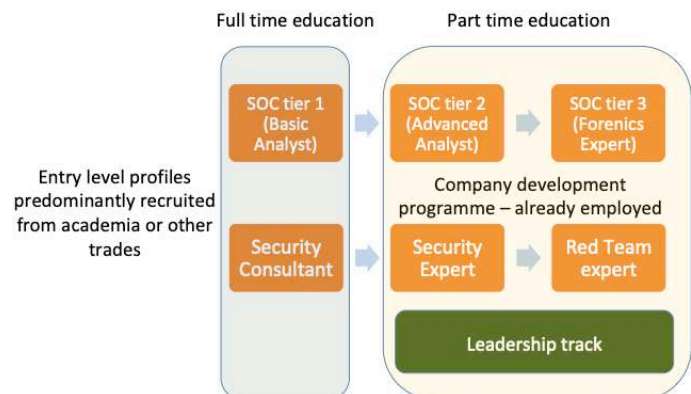 Full time education
Part time education
SOC tier 1
(Basic
Analyst)
SOC tier 2
(Advanced
Analyst)
SOC tier 3
(Forenics
Expert)
Entry level profiles
predominantly recruited
from academia or other
trades
Company development
programme – already employed
Security
Consultant
Security
Expert
Red Team
expert
Leadership track